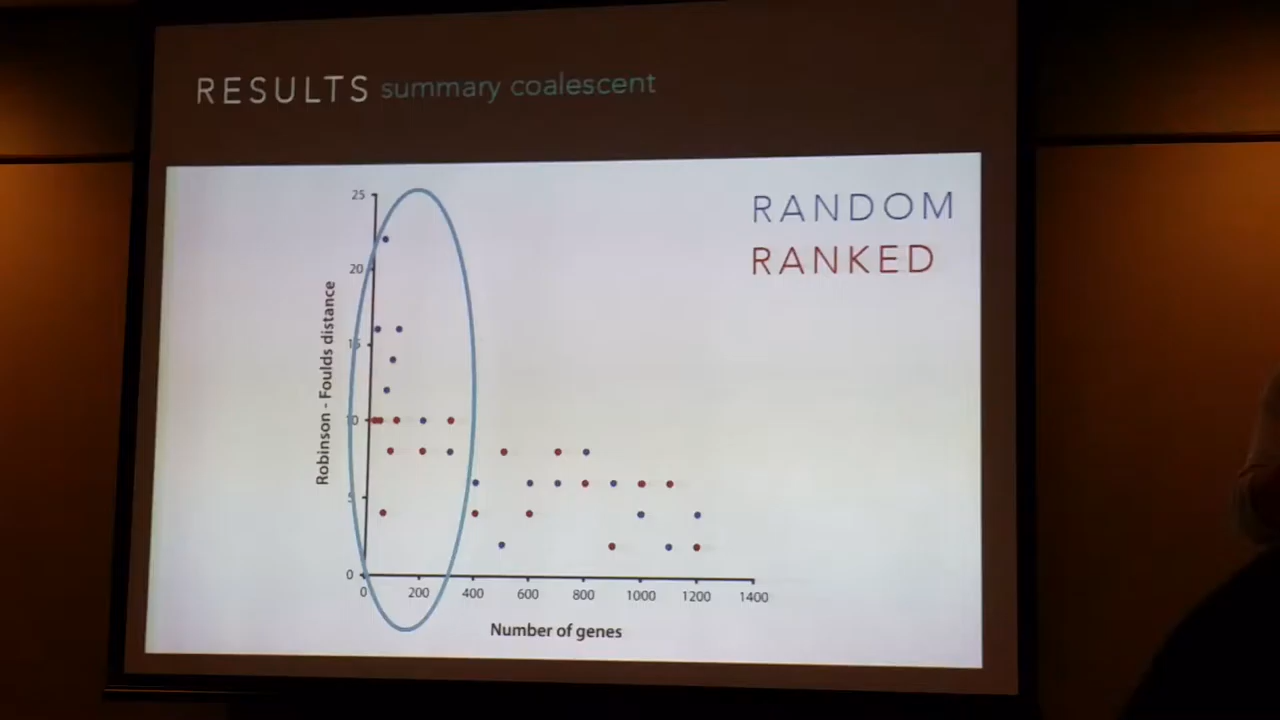 RESULTS summary coalescent
RANDOM
RANKED
25
20
15
10
5
0
Robinson - Foulds distance
0 200 400 600 800 1000 1200 1400
Number of genes